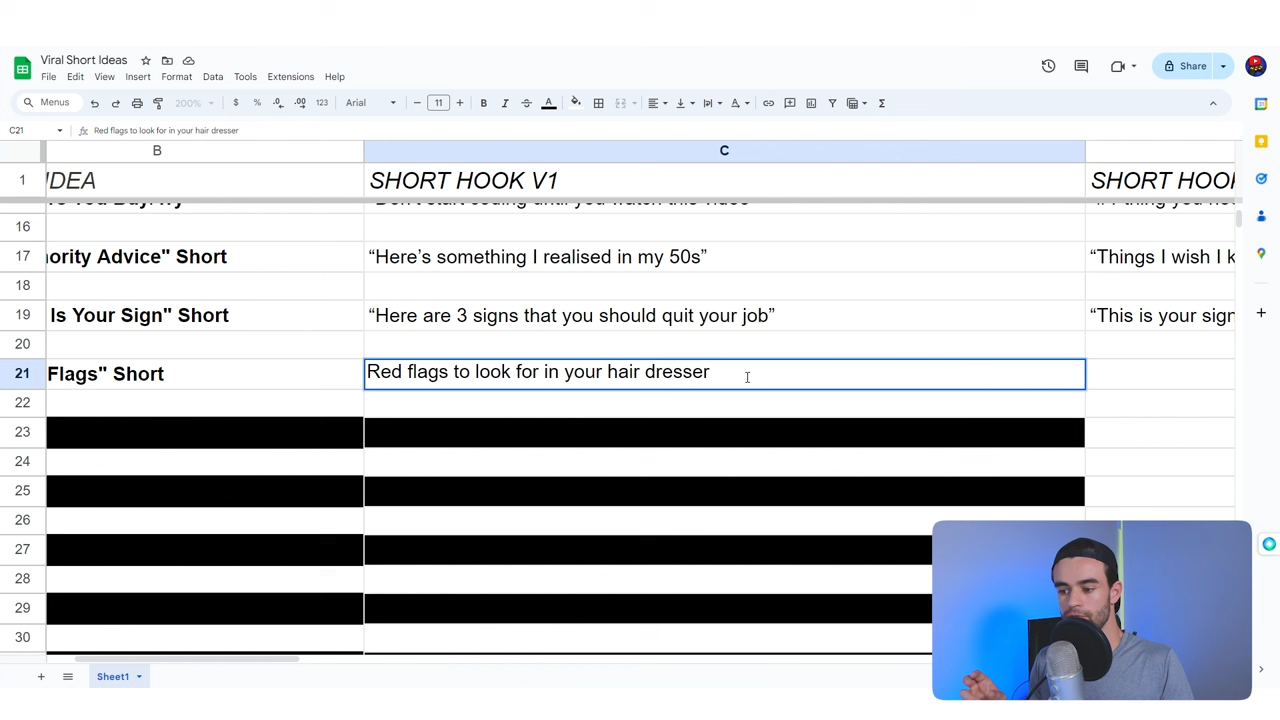 Viral Short Ideas
File Edit View Insert Format Data Tools Extensions Help
Share
Menus 200% $ % .0 .00 123 Arial 11 B
C21 fx Red flags to look for in your hair dresser
B C
1 IDEA SHORT HOOK V1 SHORT HOOK
16
17 ority Advice" Short “Here’s something I realised in my 50s” “Things I wish I k
18
19 Is Your Sign" Short “Here are 3 signs that you should quit your job” “This is your sign
20
21 Flags" Short Red flags to look for in your hair dresser
22
23
24
25
26
27
28
29
30
Sheet1